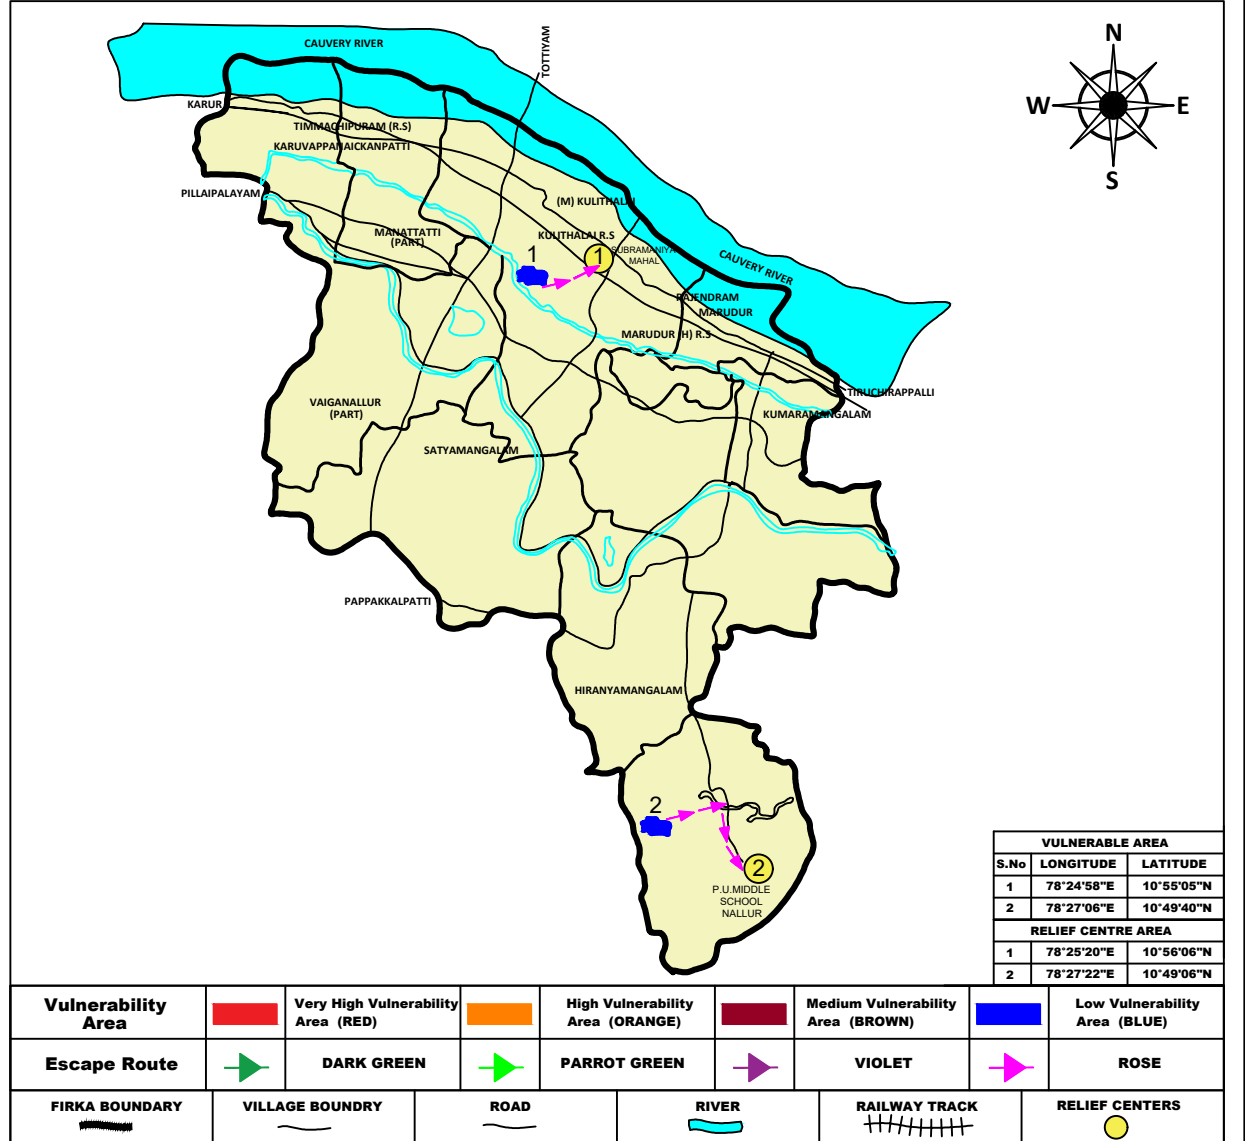 CAUVERY RIVER
TOTTIYAM
N
W
E
S
KARUR
TIMMACHIPURAM (R.S)
KARUVAPPANAICKANPATTI
PILLAIPALAYAM
(M) KULITHALAI
MANATTATTI
(PART)
KULITHALAI R.S
1
1
SUBRAMANIYA
MAHAL
CAUVERY RIVER
RAJENDRAM
MARUDUR
MARUDUR (H) R.S
TIRUCHIRAPPALLI
KUMARAMANGALAM
VAIGANALLUR
(PART)
SATYAMANGALAM
PAPPAKKALPATTI
HIRANYAMANGALAM
2
2
P.U.MIDDLE
SCHOOL
NALLUR
VULNERABLE AREA
S.No LONGITUDE LATITUDE
1 78°24'58"E 10°55'05"N
2 78°27'06"E 10°49'40"N
RELIEF CENTRE AREA
1 78°25'20"E 10°56'06"N
2 78°27'22"E 10°49'06"N
Vulnerability
Area
Very High Vulnerability
Area (RED)
High Vulnerability
Area (ORANGE)
Medium Vulnerability
Area (BROWN)
Low Vulnerability
Area (BLUE)
Escape Route
DARK GREEN
PARROT GREEN
VIOLET
ROSE
FIRKA BOUNDARY
VILLAGE BOUNDRY
ROAD
RIVER
RAILWAY TRACK
RELIEF CENTERS